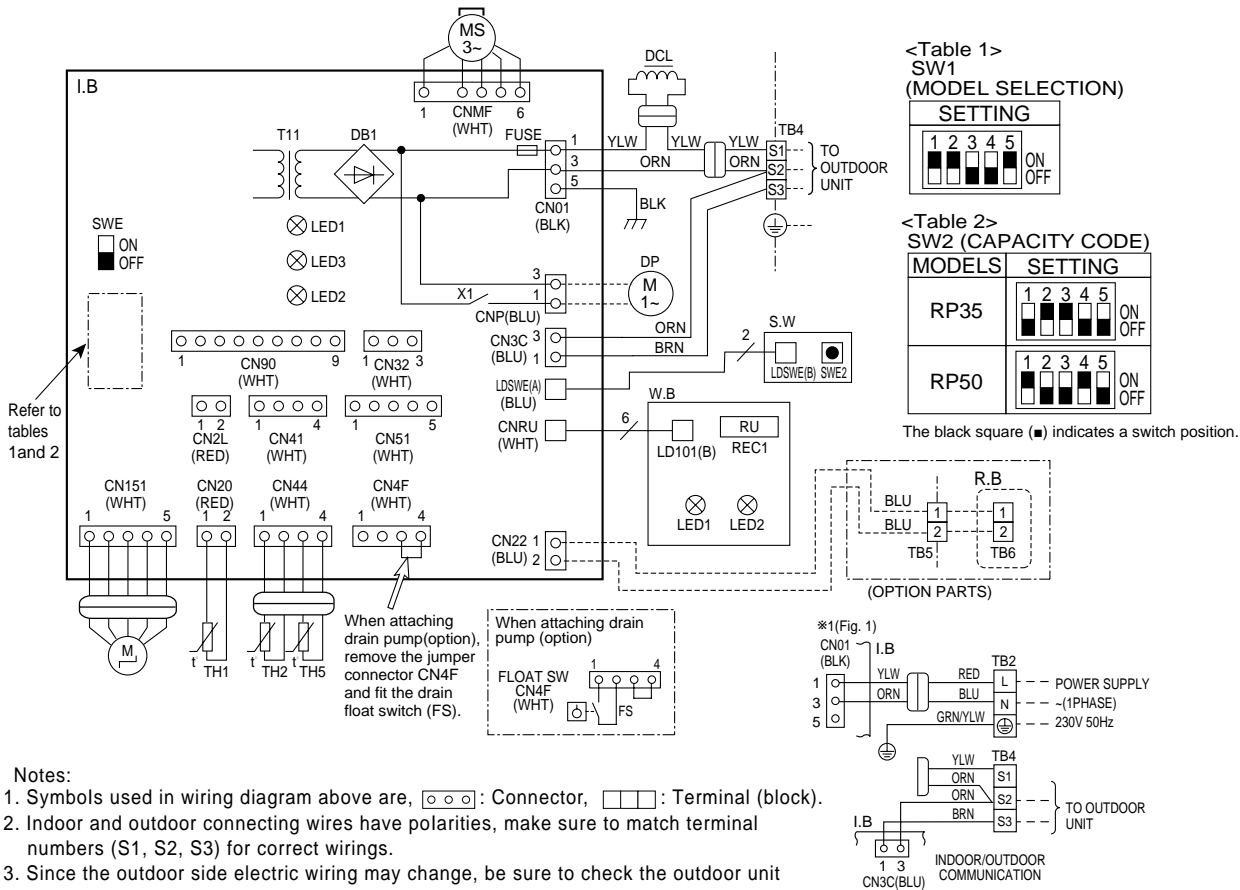 MS
3~
I.B
1
6
CNMF
(WHT)
DCL
T11
DB1
FUSE
1
3
5
CN01
(BLK)
YLW
YLW
YLW
ORN
ORN
BLK
TB4
S1
S2
S3
TO
OUTDOOR
UNIT
SWE
ON
OFF
LED1
LED3
LED2
X1
3
1
CNP(BLU)
DP
M
1~
CN3C
(BLU)
3
1
ORN
BRN
LDSWE(A)
(BLU)
2
S.W
LDSWE(B)
SWE2
CNRU
(WHT)
6
W.B
LD101(B)
RU
REC1
LED1
LED2
Refer to
tables
1and 2
1
9
CN90
(WHT)
1
3
CN32
(WHT)
1 2
CN2L
(RED)
1
4
CN41
(WHT)
1
5
CN51
(WHT)
CN151
(WHT)
1
5
CN20
(RED)
1 2
CN44
(WHT)
1
4
CN4F
(WHT)
1
4
CN22
(BLU)
1
2
M
t°
TH1
t°
TH2
TH5
When attaching
drain pump(option),
remove the jumper
connector CN4F
and fit the drain
float switch (FS).
When attaching drain
pump (option)
FLOAT SW
CN4F
(WHT)
1
4
FS
<Table 1>
SW1
(MODEL SELECTION)
SETTING
1 2 3 4 5
ON
OFF
<Table 2>
SW2 (CAPACITY CODE)
MODELS SETTING
RP35
1 2 3 4 5
ON
OFF
RP50
1 2 3 4 5
ON
OFF
The black square (■) indicates a switch position.
BLU
BLU
1
2
TB5
R.B
1
2
TB6
(OPTION PARTS)
※1(Fig. 1)
CN01
(BLK)
I.B
1
3
5
YLW
ORN
RED
BLU
GRN/YLW
TB2
L
N
POWER SUPPLY
~(1PHASE)
230V 50Hz
YLW
ORN
ORN
BRN
TB4
S1
S2
S3
TO OUTDOOR
UNIT
I.B
1 3
CN3C(BLU)
INDOOR/OUTDOOR
COMMUNICATION
Notes:
1. Symbols used in wiring diagram above are, : Connector, : Terminal (block).
2. Indoor and outdoor connecting wires have polarities, make sure to match terminal
numbers (S1, S2, S3) for correct wirings.
3. Since the outdoor side electric wiring may change, be sure to check the outdoor unit